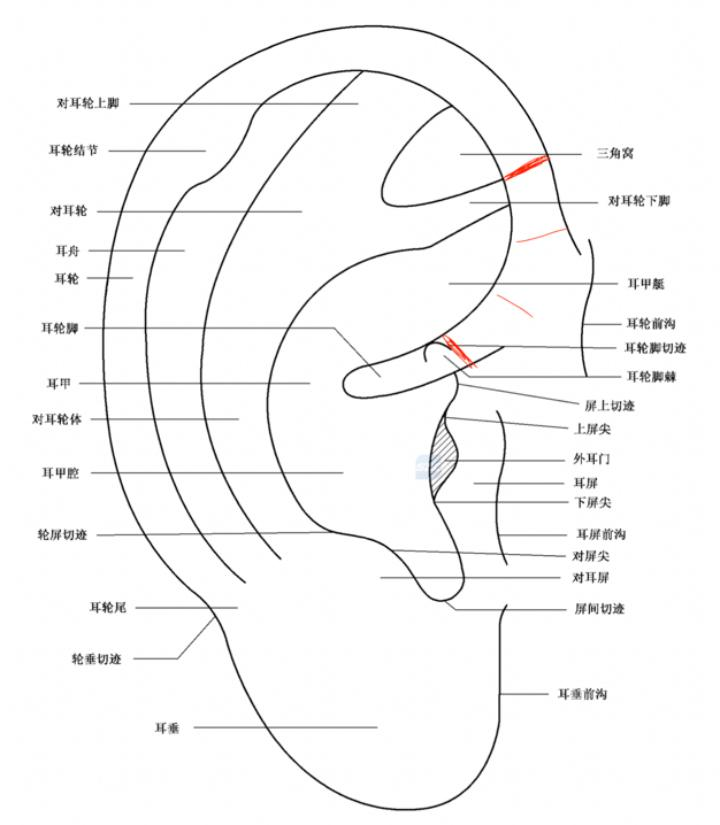 对耳轮上脚
耳轮结节
对耳轮
耳舟
耳轮
耳轮脚
耳甲
对耳轮体
耳甲腔
轮屏切迹
耳轮尾
轮垂切迹
耳垂
三角窝
对耳轮下脚
耳甲艇
耳轮前沟
耳轮脚切迹
耳轮脚棘
屏上切迹
上屏尖
外耳门
耳屏
下屏尖
耳屏前沟
对屏尖
对耳屏
屏间切迹
耳垂前沟